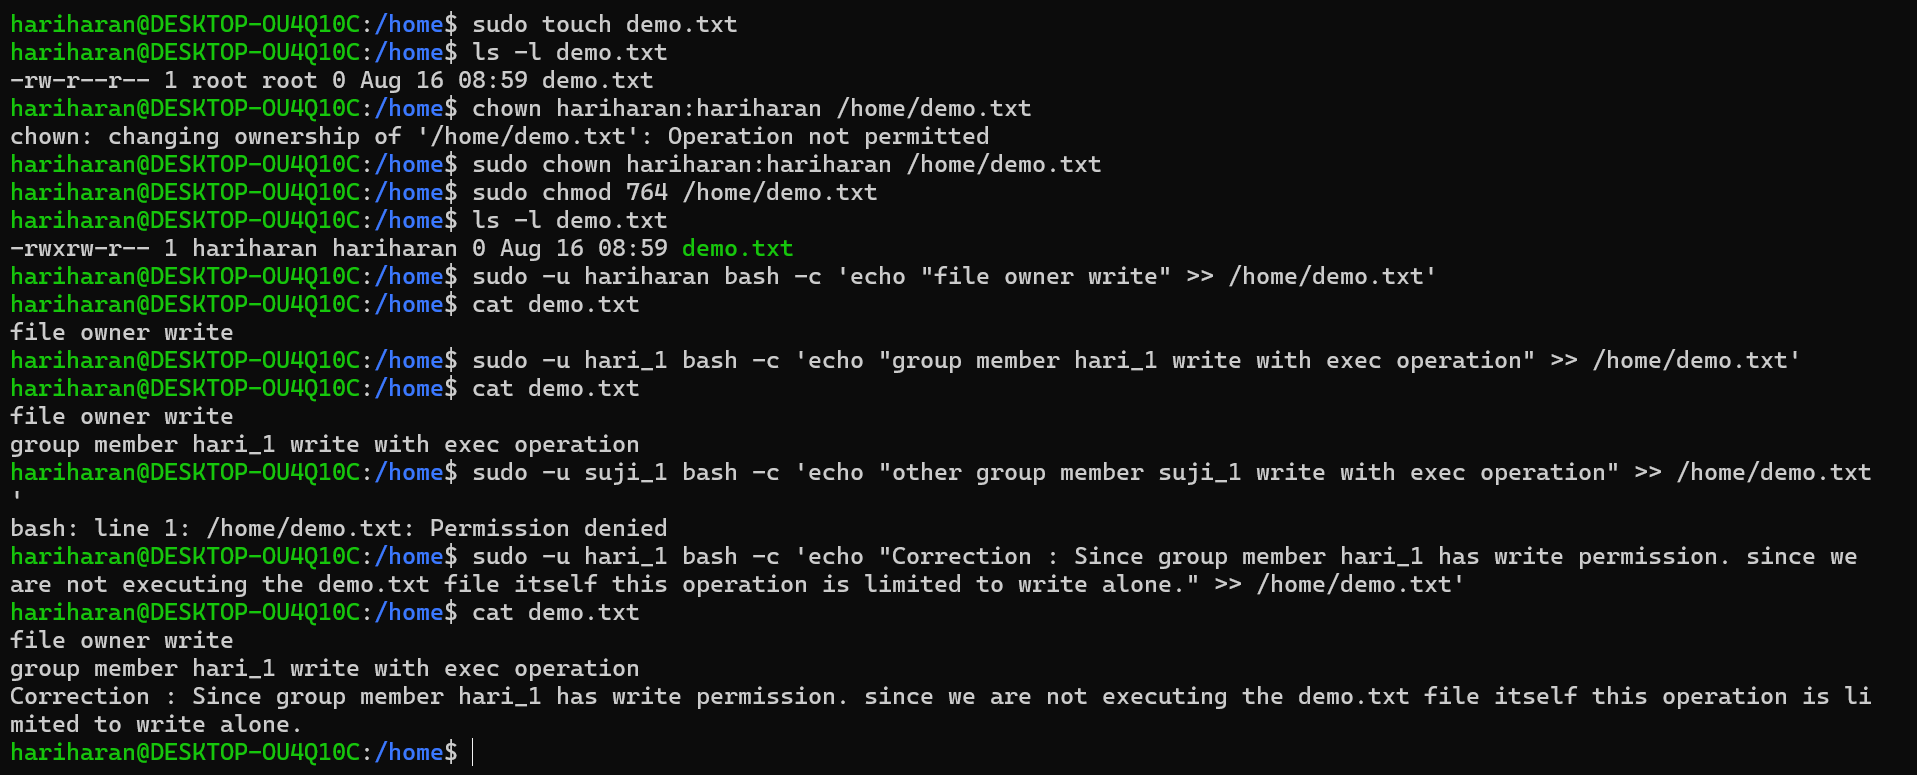 hariharan@DESKTOP-OU4Q10C:/home$ sudo touch demo.txt
hariharan@DESKTOP-OU4Q10C:/home$ ls -l demo.txt
-rw-r--r-- 1 root root 0 Aug 16 08:59 demo.txt
hariharan@DESKTOP-OU4Q10C:/home$ chown hariharan:hariharan /home/demo.txt
chown: changing ownership of '/home/demo.txt': Operation not permitted
hariharan@DESKTOP-OU4Q10C:/home$ sudo chown hariharan:hariharan /home/demo.txt
hariharan@DESKTOP-OU4Q10C:/home$ sudo chmod 764 /home/demo.txt
hariharan@DESKTOP-OU4Q10C:/home$ ls -l demo.txt
-rwxrw-r-- 1 hariharan hariharan 0 Aug 16 08:59 demo.txt
hariharan@DESKTOP-OU4Q10C:/home$ sudo -u hariharan bash -c 'echo "file owner write" >> /home/demo.txt'
hariharan@DESKTOP-OU4Q10C:/home$ cat demo.txt
file owner write
hariharan@DESKTOP-OU4Q10C:/home$ sudo -u hari_1 bash -c 'echo "group member hari_1 write with exec operation" >> /home/demo.txt'
hariharan@DESKTOP-OU4Q10C:/home$ cat demo.txt
file owner write
group member hari_1 write with exec operation
hariharan@DESKTOP-OU4Q10C:/home$ sudo -u suji_1 bash -c 'echo "other group member suji_1 write with exec operation" >> /home/demo.txt
'
bash: line 1: /home/demo.txt: Permission denied
hariharan@DESKTOP-OU4Q10C:/home$ sudo -u hari_1 bash -c 'echo "Correction : Since group member hari_1 has write permission. since we
are not executing the demo.txt file itself this operation is limited to write alone." >> /home/demo.txt'
hariharan@DESKTOP-OU4Q10C:/home$ cat demo.txt
file owner write
group member hari_1 write with exec operation
Correction : Since group member hari_1 has write permission. since we are not executing the demo.txt file itself this operation is li
mited to write alone.
hariharan@DESKTOP-OU4Q10C:/home$